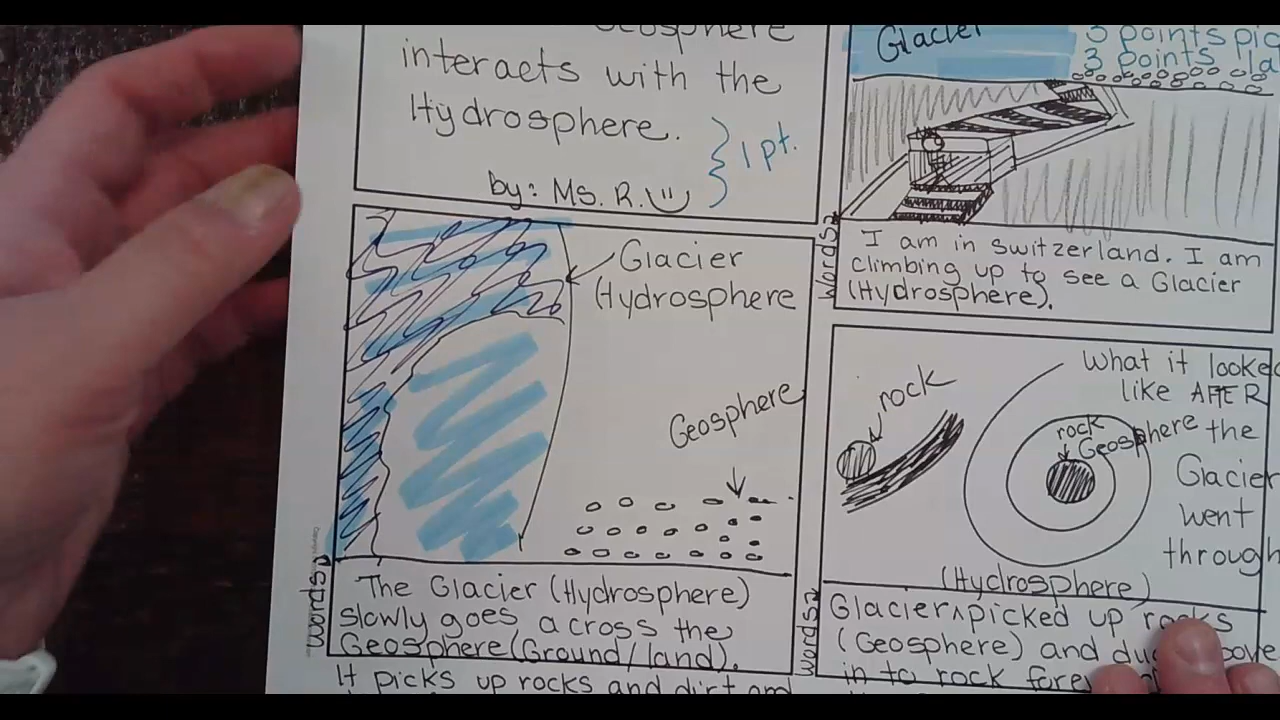 Geosphere
interacts with the
Hydrosphere.
by: Ms. R.
1 pt.
Glacier
3 points pic
3 points la
words
I am in switzerland. I am
climbing up to see a Glacier
(Hydrosphere).
Glacier
(Hydrosphere
Geosphere
words
The Glacier (Hydrosphere)
slowly goes across the
Geosphere (Ground/land).
It picks up rocks and dirt and
rock
What it looked
like AFTER
the
Glacier
went
through
rock
Geosphere
words
(Hydrosphere)
Glacier^picked up rocks
(Geosphere) and
in to rock